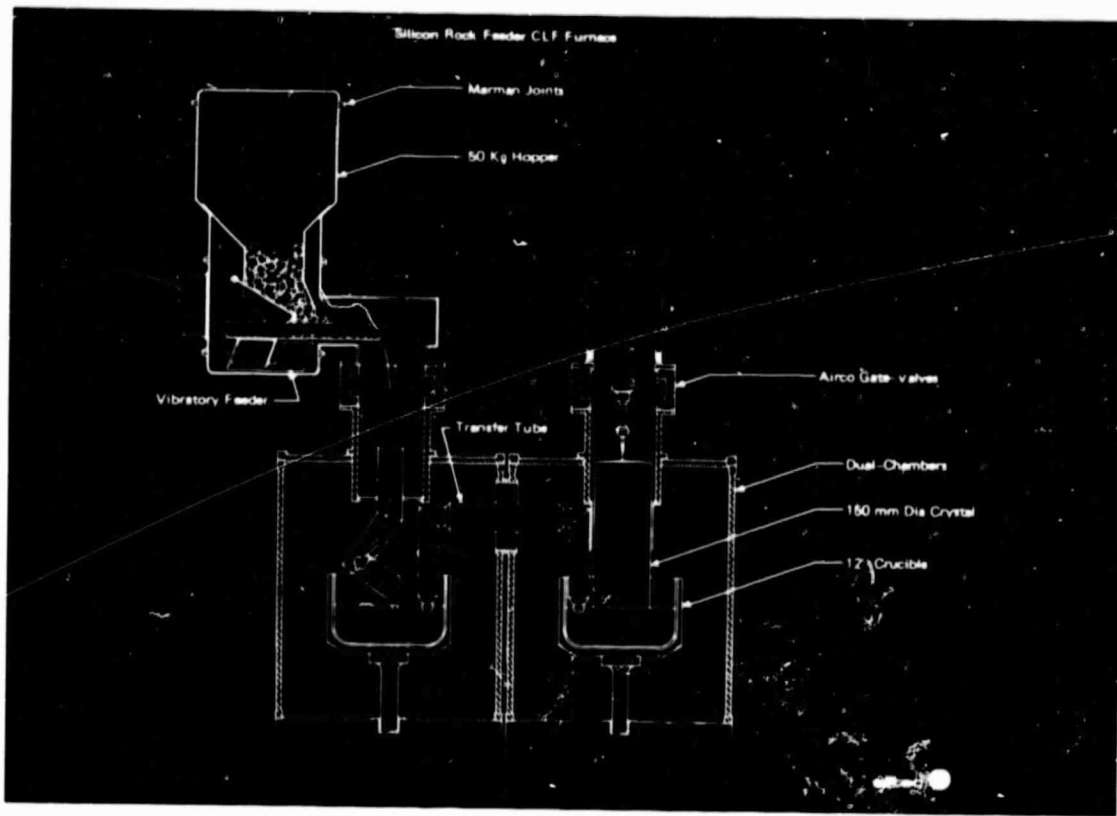 Silicon Rock Feeder CLF Furnace
Marman Joints
50 Kg Hopper
Airco Gate-valves
Vibratory Feeder
Transfer Tube
Dual-Chambers
150 mm Dia Crystal
12" Crucible